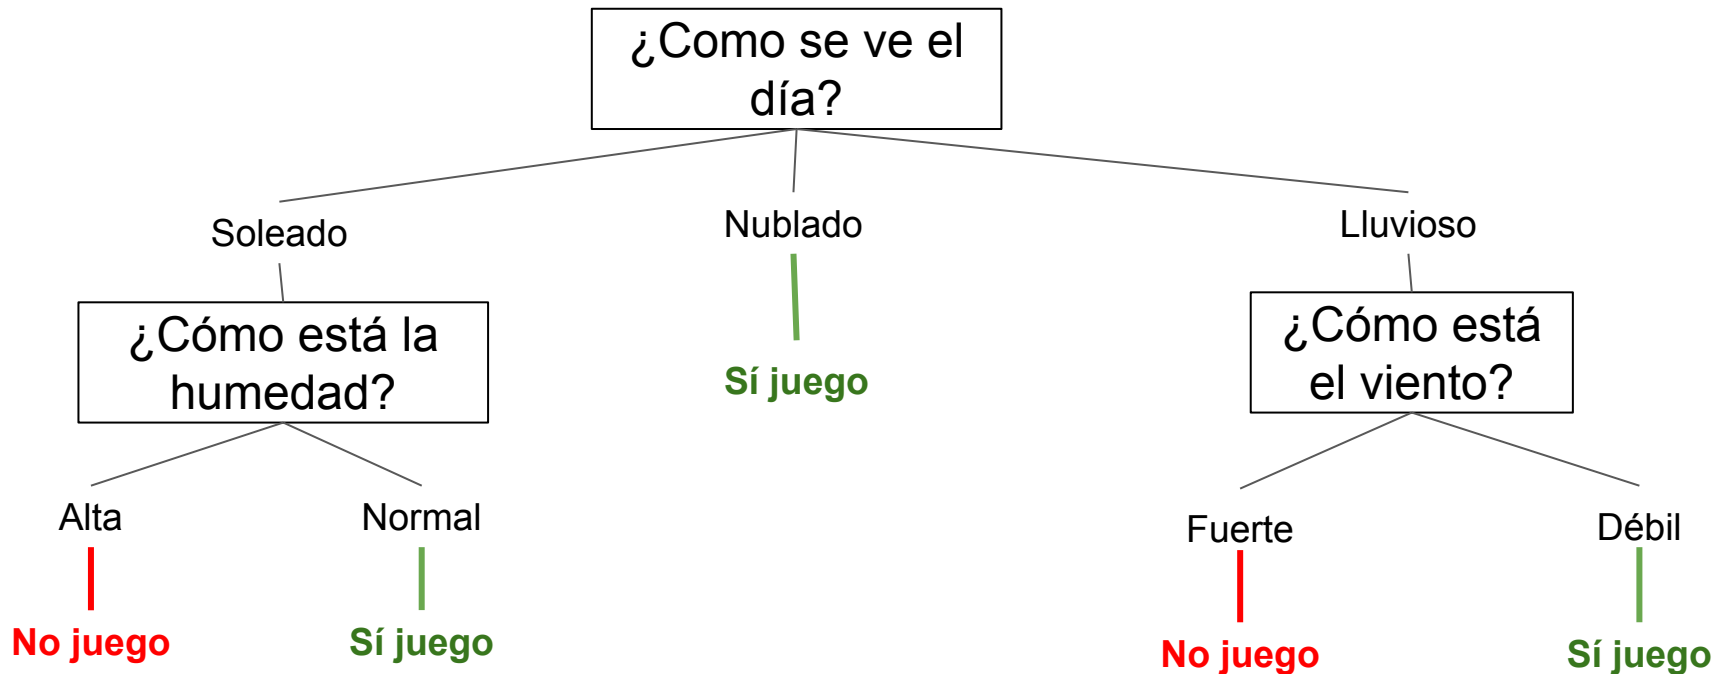 ¿Como se ve el
día?
Soleado
Nublado
Lluvioso
¿Cómo está la
humedad?
Sí juego
¿Cómo está
el viento?
Alta
Normal
Fuerte
Débil
No juego
Sí juego
No juego
Sí juego